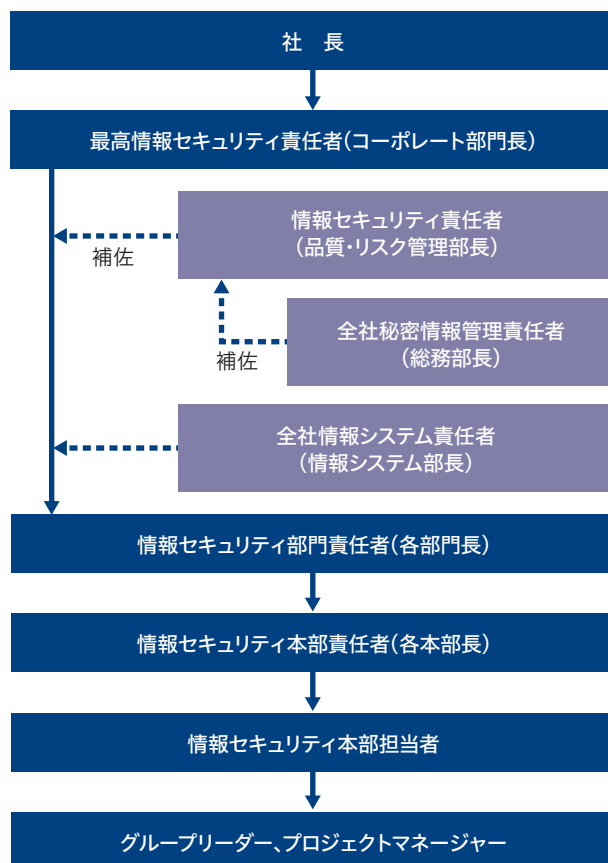 社　長
最高情報セキュリティ責任者(コーポレート部門長)
情報セキュリティ責任者
(品質・リスク管理部長)
補佐
全社秘密情報管理責任者
(総務部長)
補佐
全社情報システム責任者
(情報システム部長)
情報セキュリティ部門責任者(各部門長)
情報セキュリティ本部責任者(各本部長)
情報セキュリティ本部担当者
グループリーダー、プロジェクトマネージャー